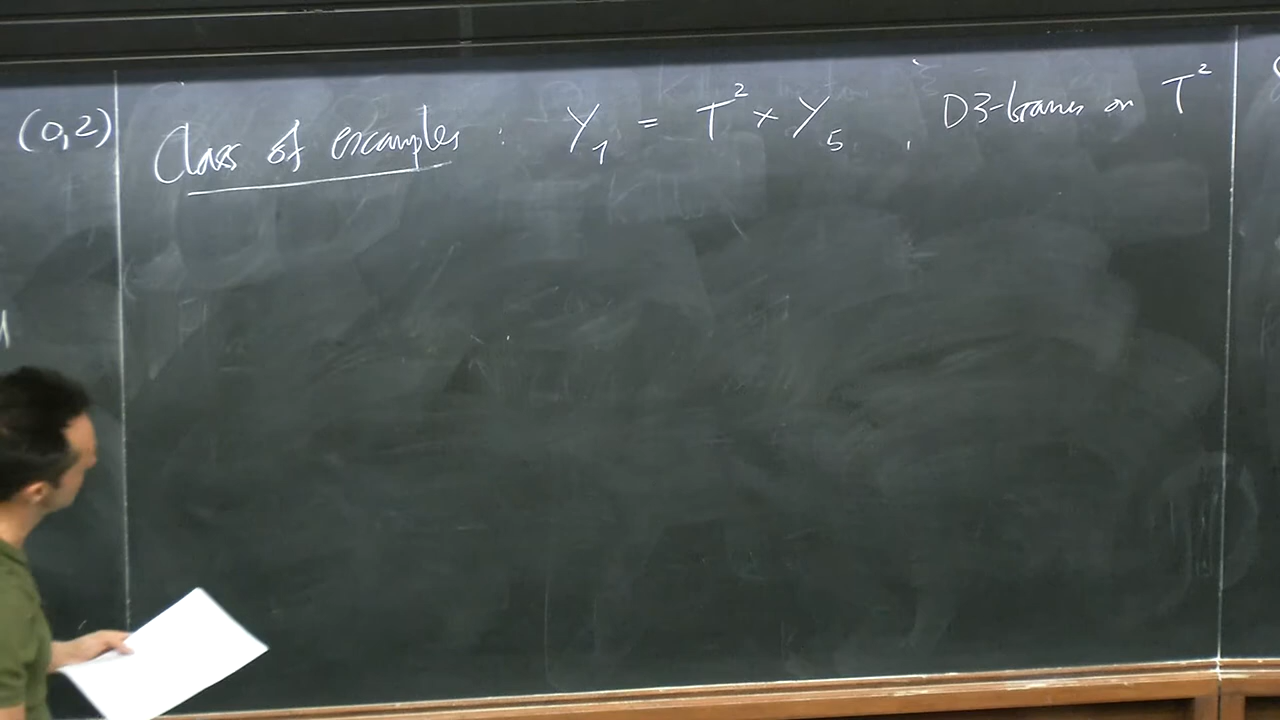 (0,2)
Class of examples : Y_7 = T^2 × Y_5 , D3-branes on T^2